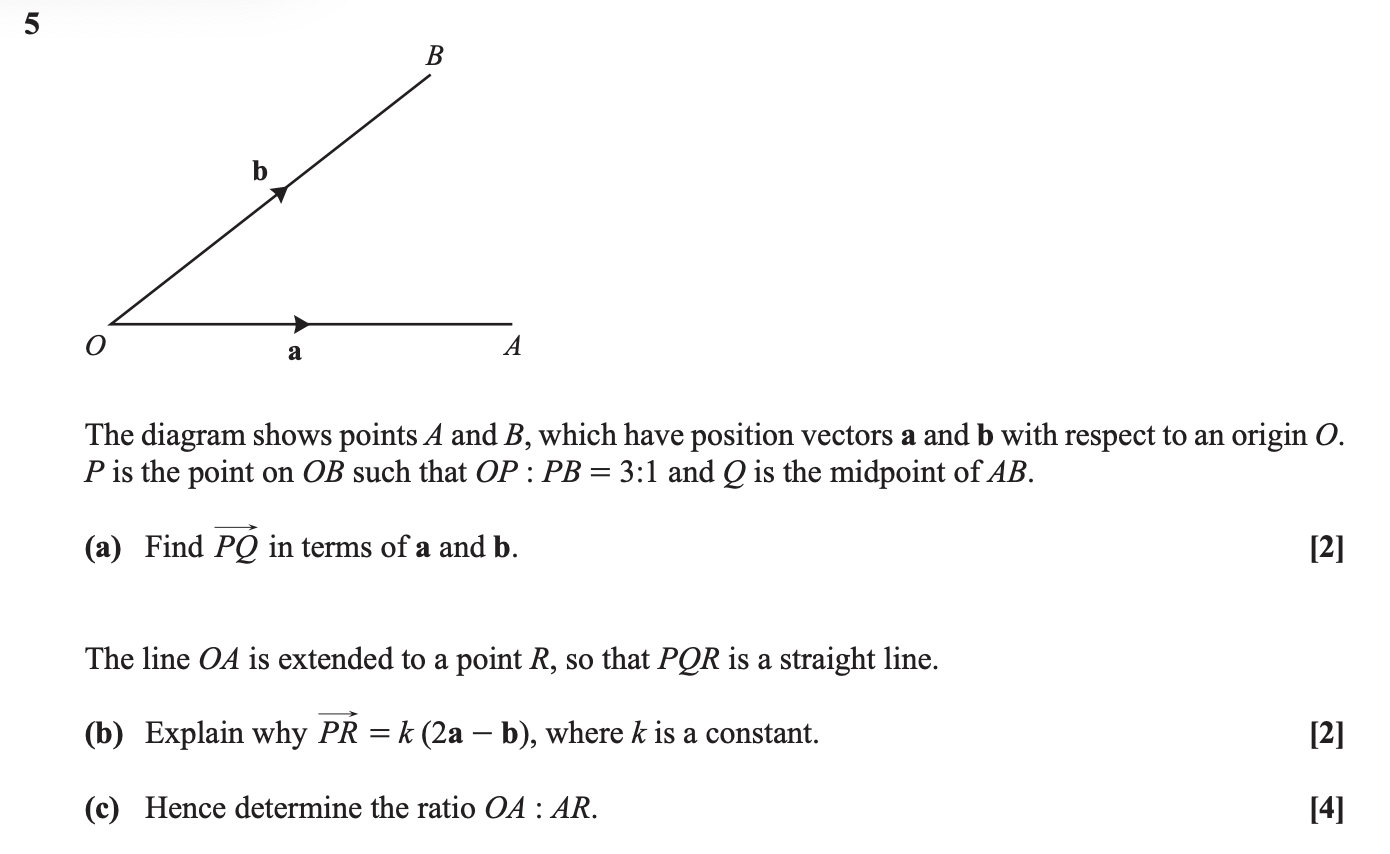 5
B
b
O
a
A
The diagram shows points A and B, which have position vectors a and b with respect to an origin O.
P is the point on OB such that OP : PB = 3:1 and Q is the midpoint of AB.
(a) Find $\overrightarrow{PQ}$ in terms of a and b. [2]
The line OA is extended to a point R, so that PQR is a straight line.
(b) Explain why $\overrightarrow{PR}$ = k (2a − b), where k is a constant. [2]
(c) Hence determine the ratio OA : AR. [4]